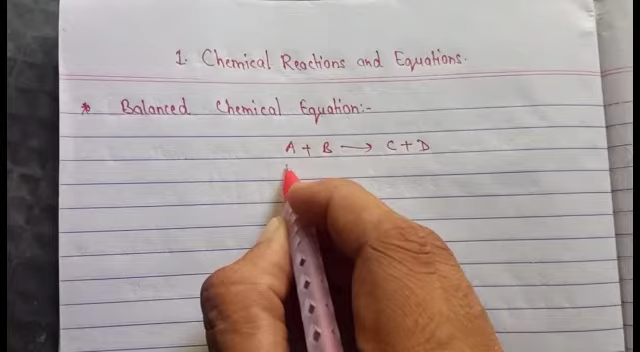 1. Chemical Reactions and Equations.
* Balanced Chemical Equation:-
A + B → C + D